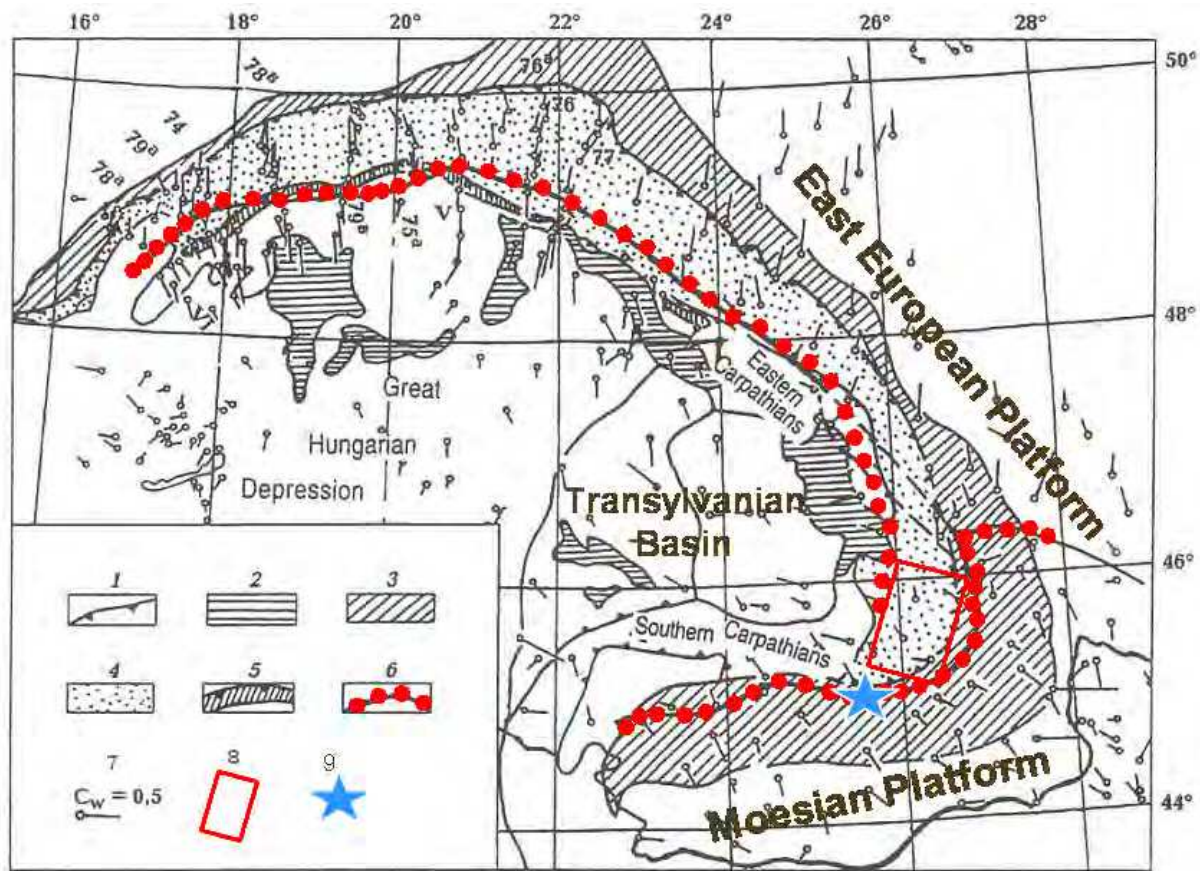 16° 18° 20° 22° 24° 26° 28°
50°
48°
46°
44°
78ª
74
79ª
78ª
76ª
26
77
79ᵇ
75ª
V
VI
East European Platform
Eastern
Carpathians
Great
Hungarian
Depression
Transylvanian
Basin
Southern Carpathians
Moesian Platform
1 2 3
4 5 6
7 8 9
C_W = 0,5